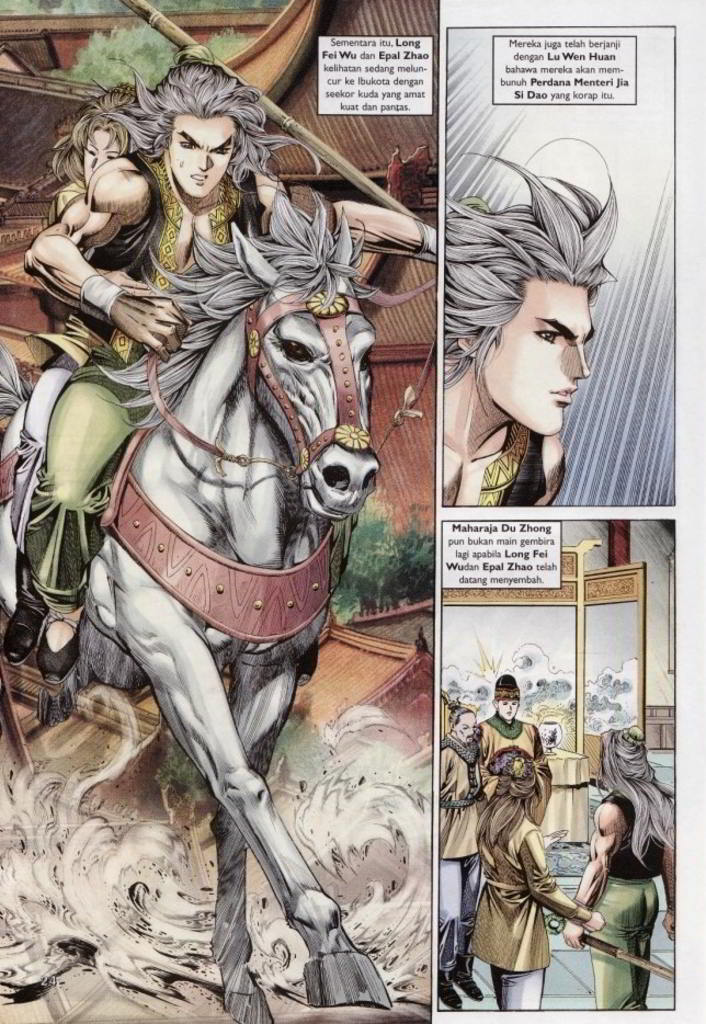 Sementara itu, Long
Fei Wu dan Epal Zhao
kelihatan sedang melun-
cur ke Ibukota dengan
seekor kuda yang amat
kuat dan pantas.
Mereka juga telah berjanji
dengan Lu Wen Huan
bahawa mereka akan mem-
bunuh Perdana Menteri Jia
Si Dao yang korap itu.
Maharaja Du Zhong
pun bukan main gembira
lagi apabila Long Fei
Wudan Epal Zhao telah
datang menyembah.
24